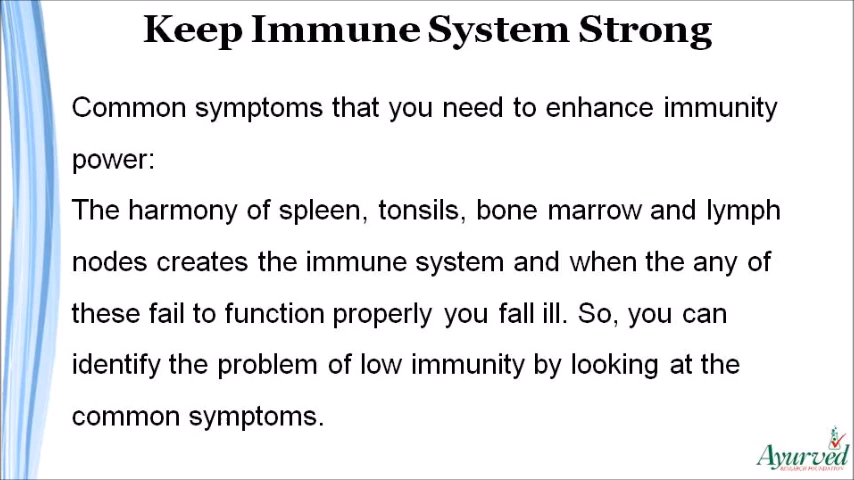 Keep Immune System Strong
Common symptoms that you need to enhance immunity
power:
The harmony of spleen, tonsils, bone marrow and lymph
nodes creates the immune system and when the any of
these fail to function properly you fall ill. So, you can
identify the problem of low immunity by looking at the
common symptoms.
Ayurved
RESEARCH FOUNDATION